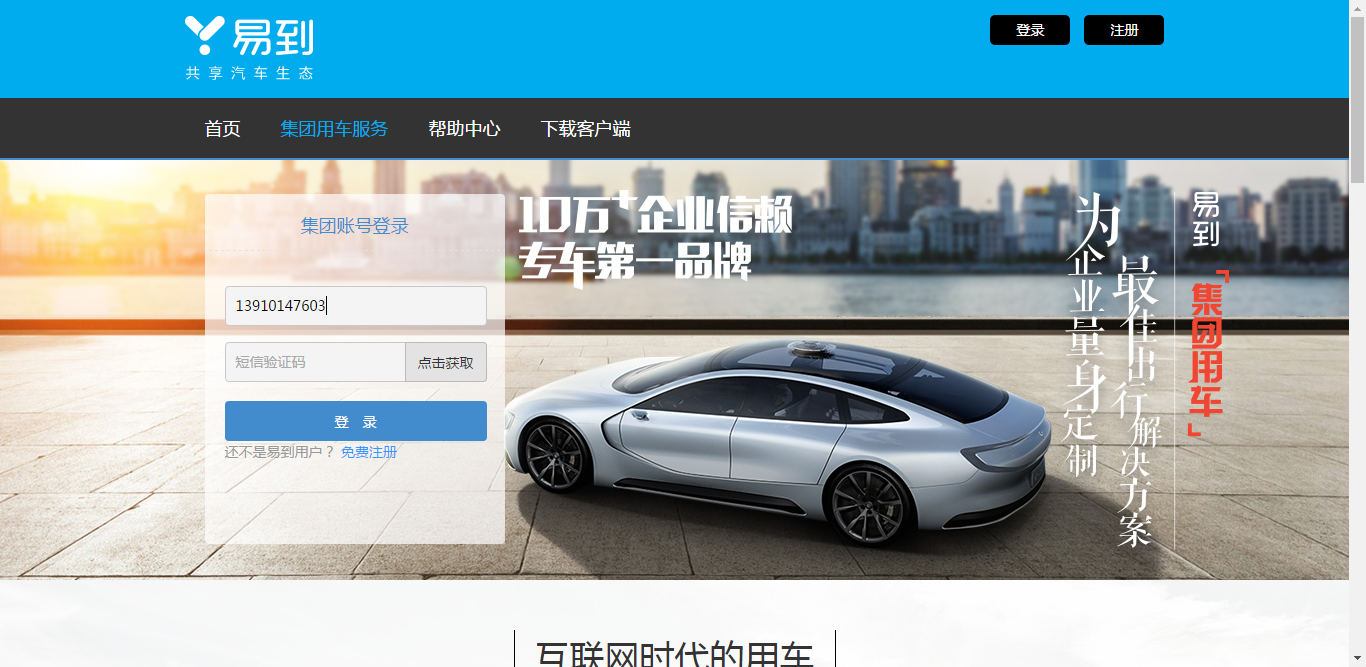 易到
共享汽车生态
登录
注册
首页
集团用车服务
帮助中心
下载客户端
集团账号登录
13910147603
短信验证码
点击获取
登 录
还不是易到用户？ 免费注册
10万+企业信赖
专车第一品牌
易到
集团用车
为企业量身定制
最佳出行解决方案
互联网时代的用车